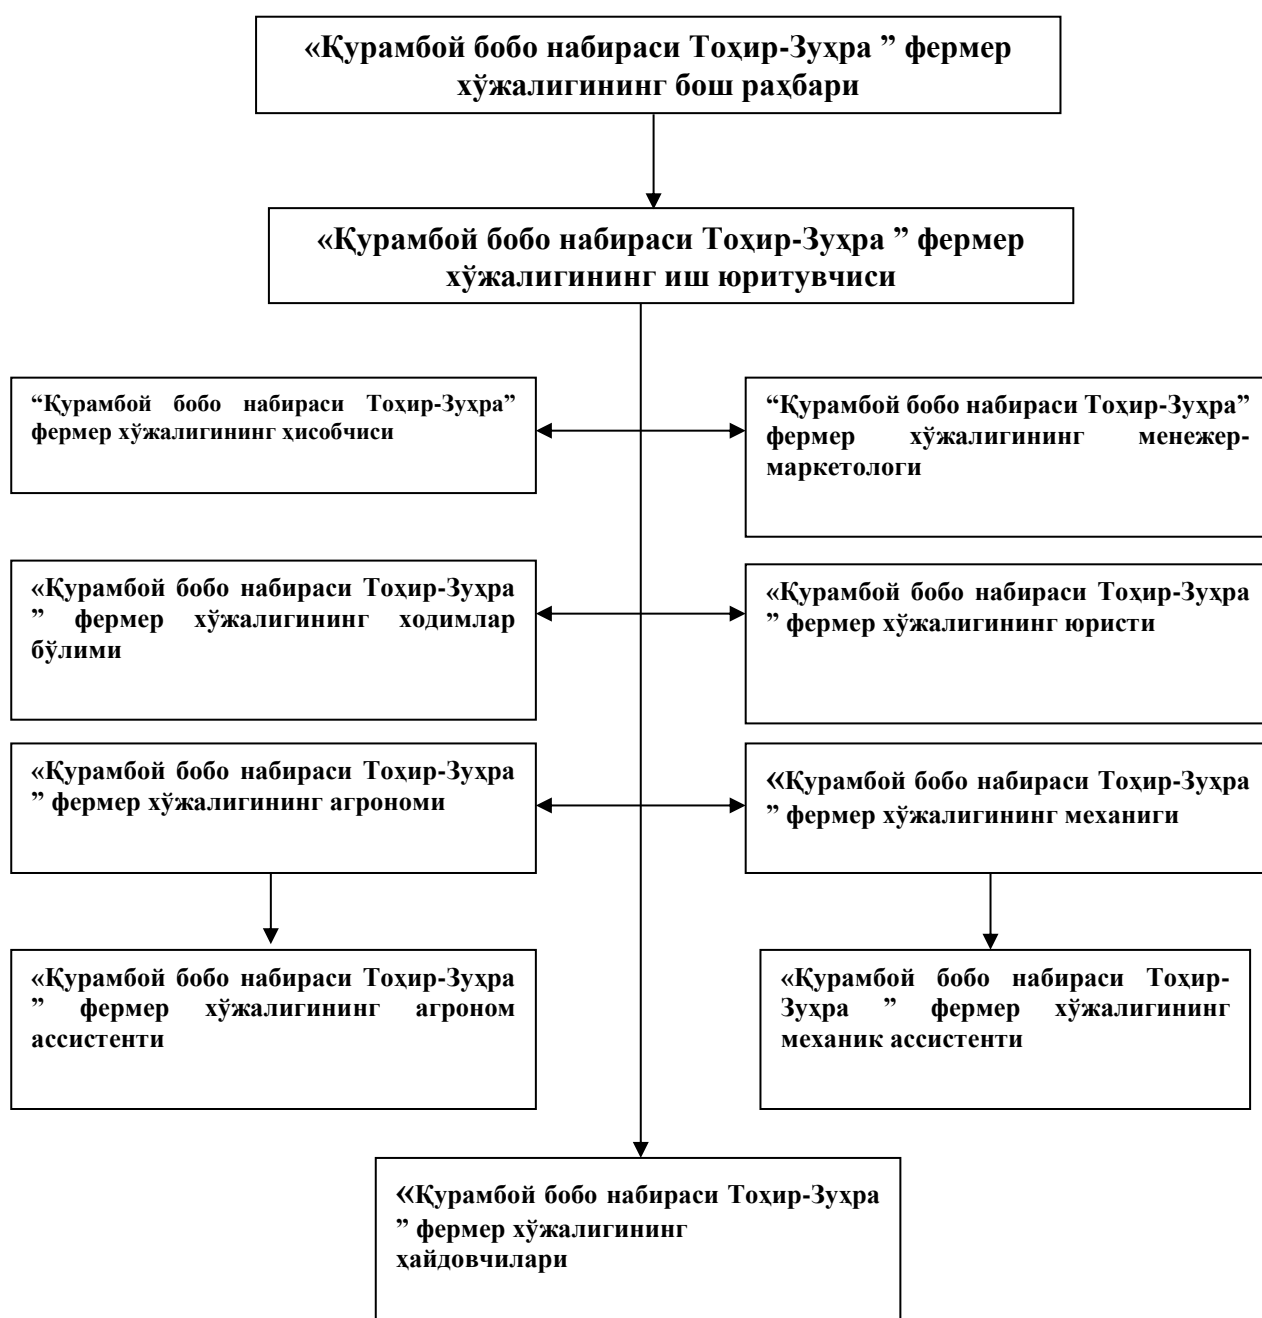 «Қурамбой бобо набираси Тоҳир-Зуҳра ” фермер
хўжалигининг бош раҳбари
«Қурамбой бобо набираси Тоҳир-Зуҳра ” фермер
хўжалигининг иш юритувчиси
“Қурамбой бобо набираси Тоҳир-Зуҳра”
фермер хўжалигининг ҳисобчиси
“Қурамбой бобо набираси Тоҳир-Зуҳра”
фермер хўжалигининг менежер-
маркетологи
«Қурамбой бобо набираси Тоҳир-Зуҳра
” фермер хўжалигининг ходимлар
бўлими
«Қурамбой бобо набираси Тоҳир-Зуҳра
” фермер хўжалигининг юристи
«Қурамбой бобо набираси Тоҳир-Зуҳра
” фермер хўжалигининг агрономи
«Қурамбой бобо набираси Тоҳир-Зуҳра
” фермер хўжалигининг механиги
«Қурамбой бобо набираси Тоҳир-Зуҳра
” фермер хўжалигининг агроном
ассистенти
«Қурамбой бобо набираси Тоҳир-
Зуҳра ” фермер хўжалигининг
механик ассистенти
«Қурамбой бобо набираси Тоҳир-Зуҳра
” фермер хўжалигининг
ҳайдовчилари